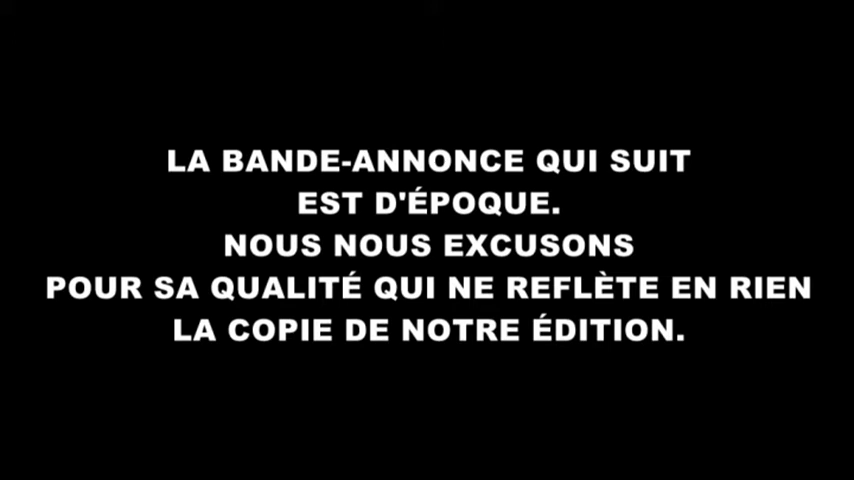 LA BANDE-ANNONCE QUI SUIT
EST D'ÉPOQUE.
NOUS NOUS EXCUSONS
POUR SA QUALITÉ QUI NE REFLÈTE EN RIEN
LA COPIE DE NOTRE ÉDITION.